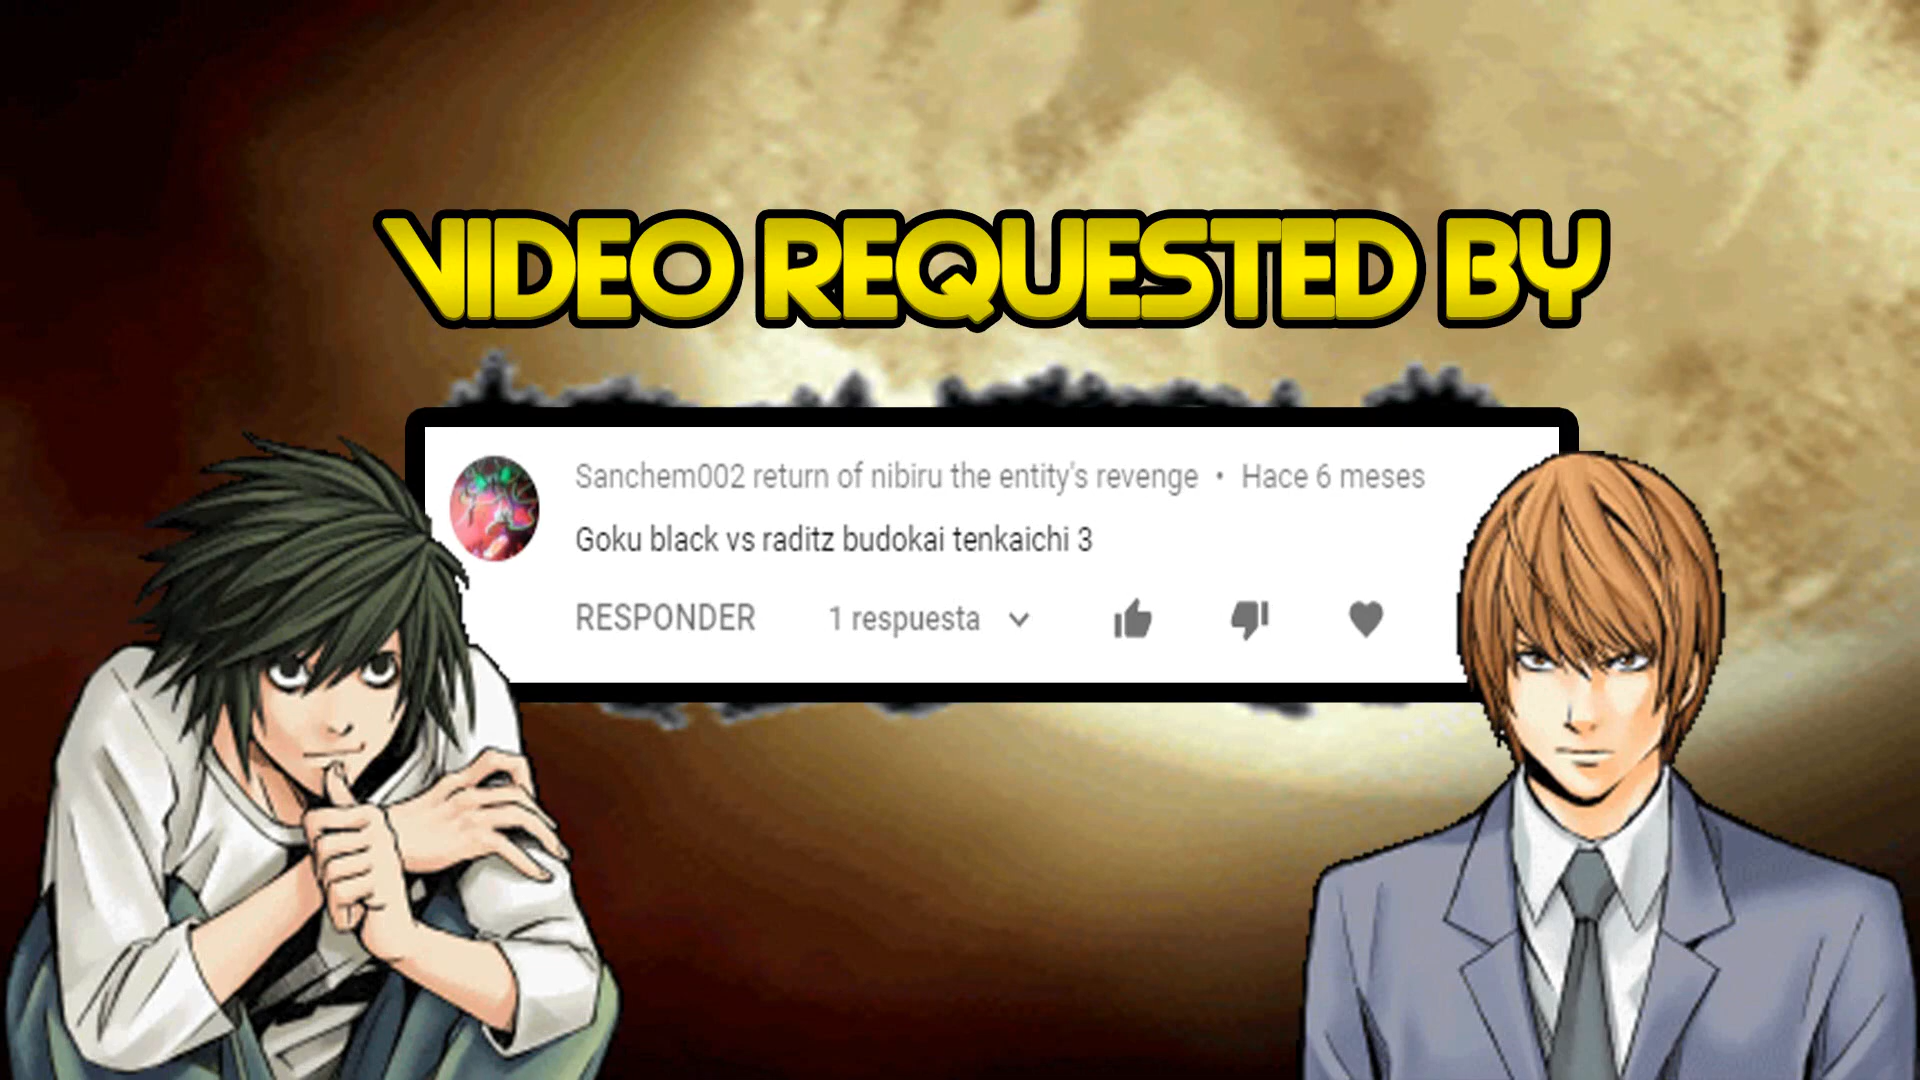 VIDEO REQUESTED BY
Sanchem002 return of nibiru the entity's revenge • Hace 6 meses
Goku black vs raditz budokai tenkaichi 3
RESPONDER 1 respuesta